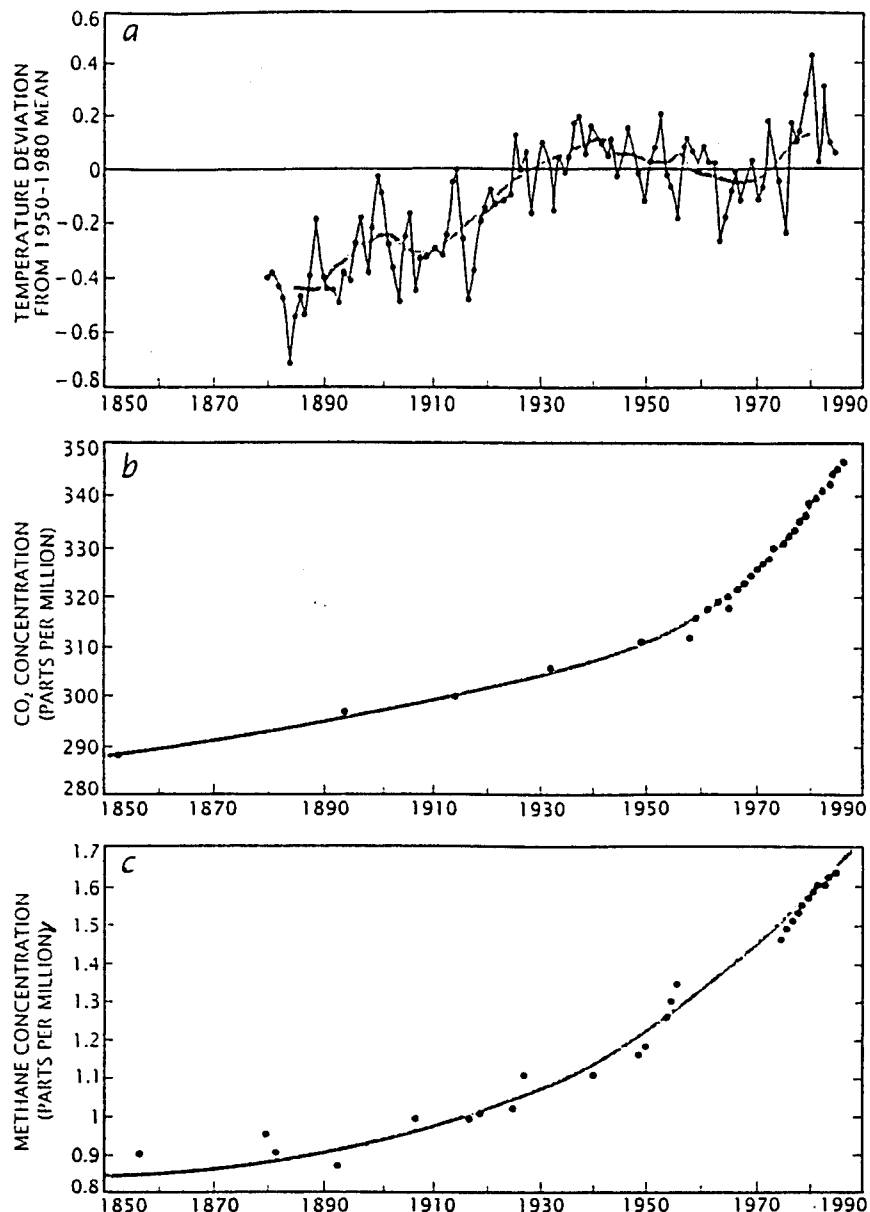 a
TEMPERATURE DEVIATION
FROM 1950-1980 MEAN
0.6
0.4
0.2
0
-0.2
-0.4
-0.6
-0.8
1850 1870 1890 1910 1930 1950 1970 1990
b
CO₂ CONCENTRATION
(PARTS PER MILLION)
350
340
330
320
310
300
290
280
1850 1870 1890 1910 1930 1950 1970 1990
c
METHANE CONCENTRATION
(PARTS PER MILLION)
1.7
1.6
1.5
1.4
1.3
1.2
1.1
1
0.9
0.8
1850 1870 1890 1910 1930 1950 1970 1990